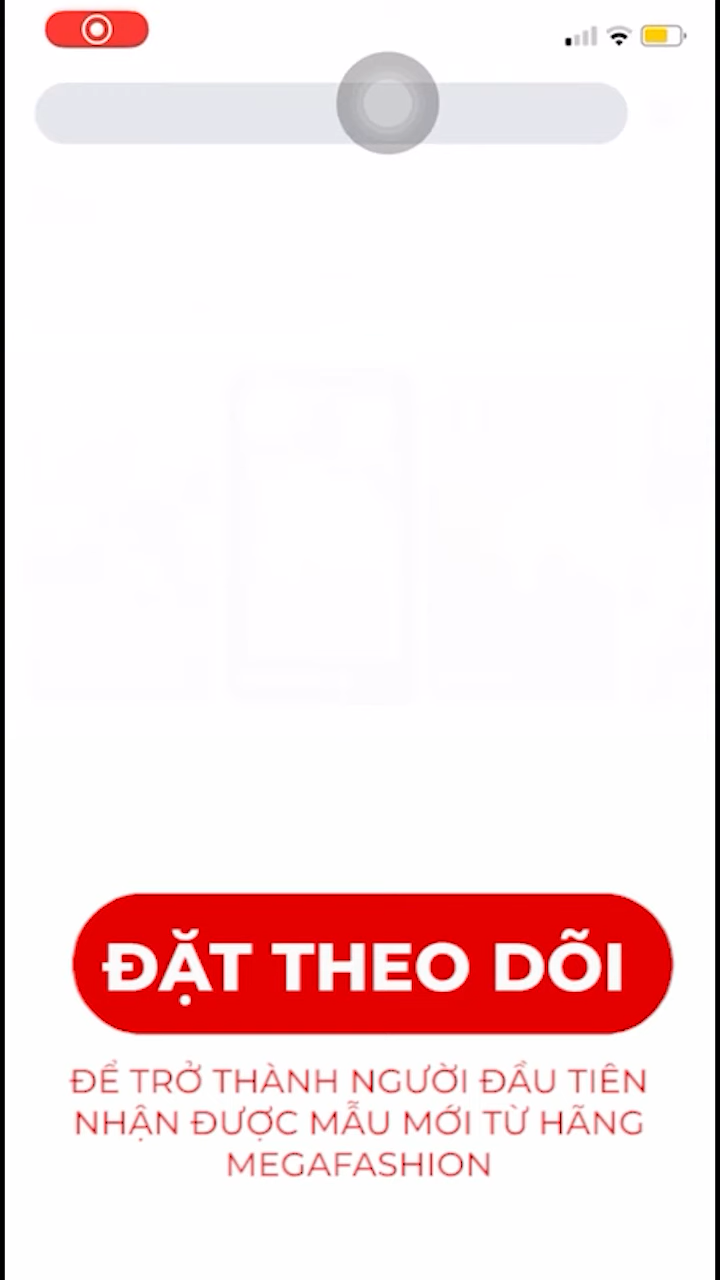 ĐẶT THEO DÕI
ĐỂ TRỞ THÀNH NGƯỜI ĐẦU TIÊN
NHẬN ĐƯỢC MẪU MỚI TỪ HÃNG
MEGAFASHION